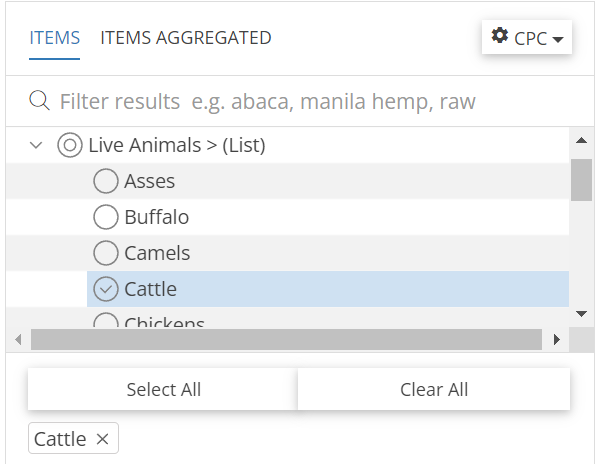 ITEMS ITEMS AGGREGATED CPC
Filter results e.g. abaca, manila hemp, raw
Live Animals > (List)
Asses
Buffalo
Camels
Cattle
Chickens
Select All Clear All
Cattle ×